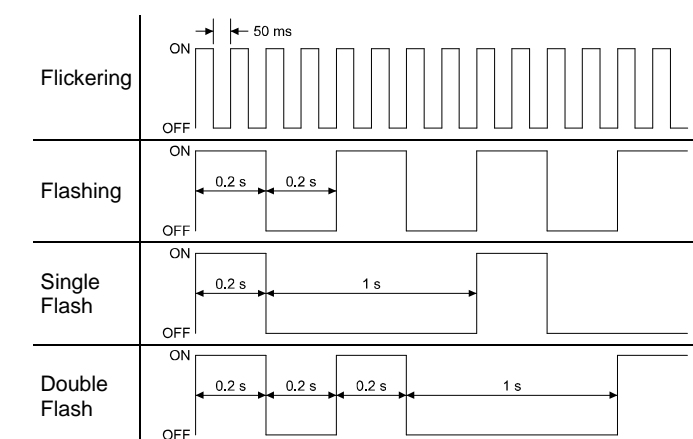 50 ms
ON
Flickering
OFF
ON
0.2 s 0.2 s
Flashing
OFF
ON
Single
Flash
0.2 s 1 s
OFF
ON
Double
Flash
0.2 s 0.2 s 0.2 s 1 s
OFF